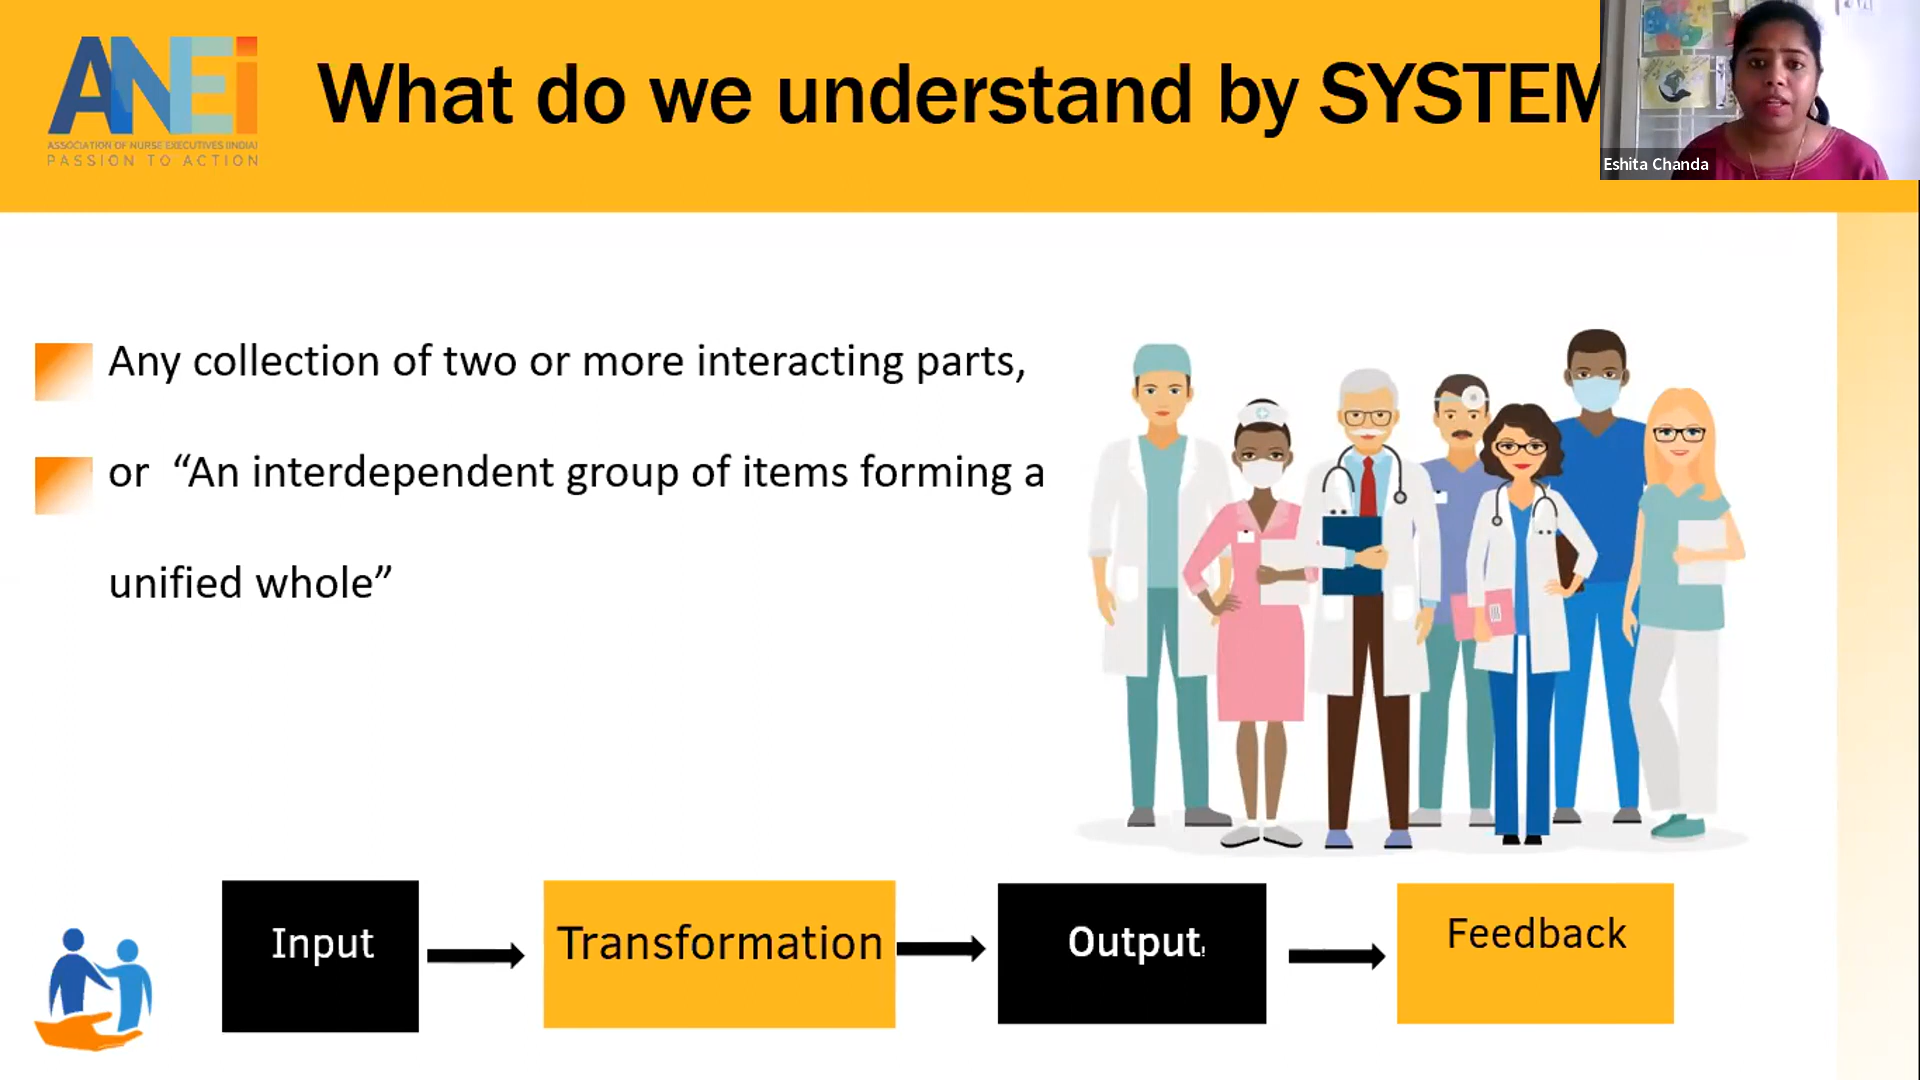 ANEi
ASSOCIATION OF NURSE EXECUTIVES (INDIA)
PASSION TO ACTION
What do we understand by SYSTEM
Eshita Chanda
Any collection of two or more interacting parts,
or “An interdependent group of items forming a
unified whole”
Input
Transformation
Output
Feedback